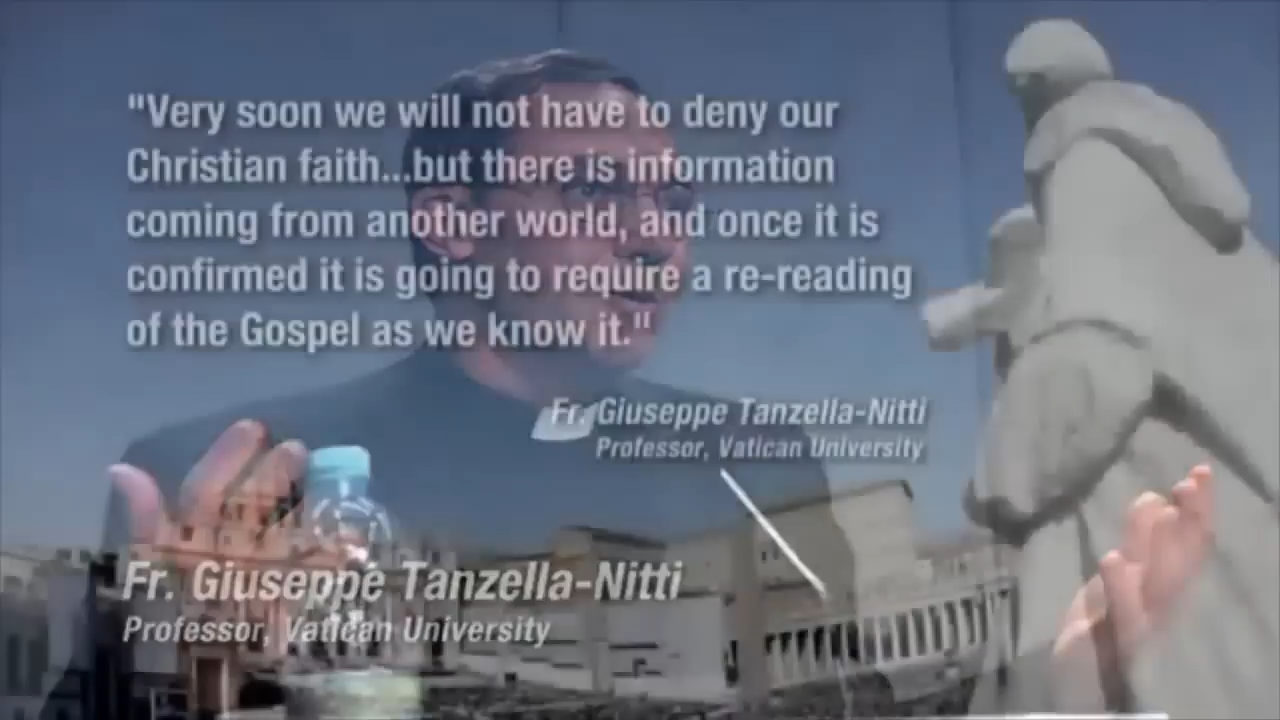 "Very soon we will not have to deny our
Christian faith...but there is information
coming from another world, and once it is
confirmed it is going to require a re-reading
of the Gospel as we know it."
Fr. Giuseppe Tanzella-Nitti
Professor, Vatican University
Fr. Giuseppe Tanzella-Nitti
Professor, Vatican University